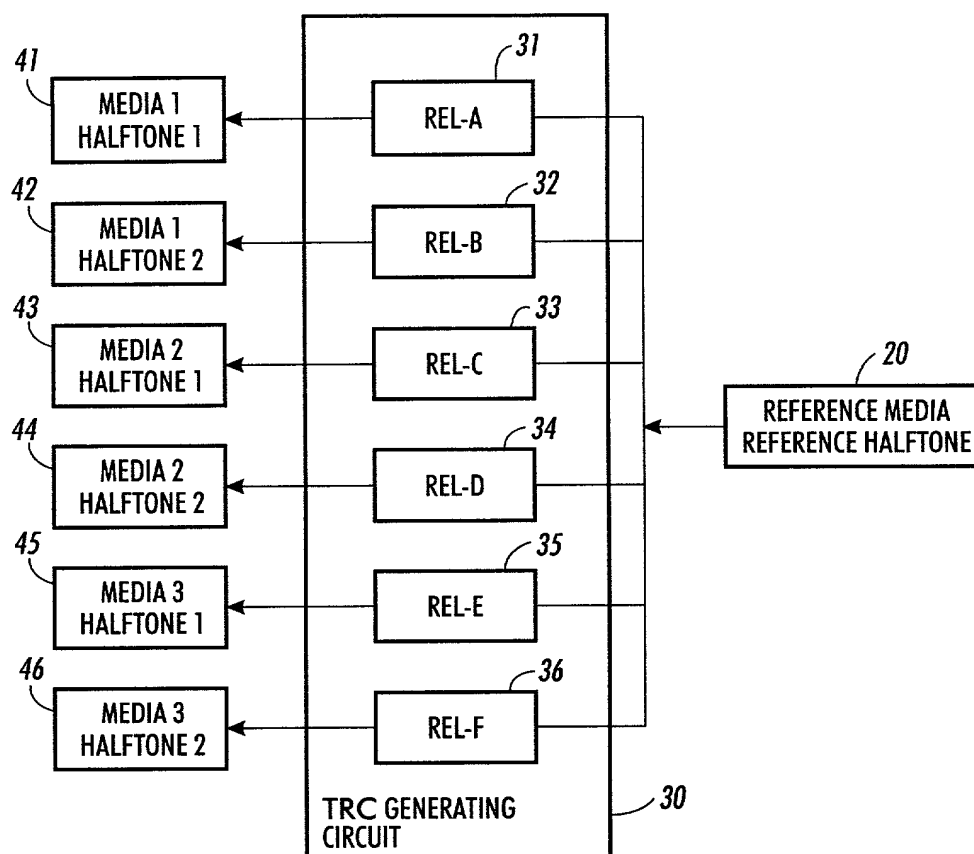 41
MEDIA 1
HALFTONE 1
31
REL-A
42
MEDIA 1
HALFTONE 2
32
REL-B
43
MEDIA 2
HALFTONE 1
33
REL-C
20
REFERENCE MEDIA
REFERENCE HALFTONE
44
MEDIA 2
HALFTONE 2
34
REL-D
45
MEDIA 3
HALFTONE 1
35
REL-E
46
MEDIA 3
HALFTONE 2
36
REL-F
TRC GENERATING
CIRCUIT
30